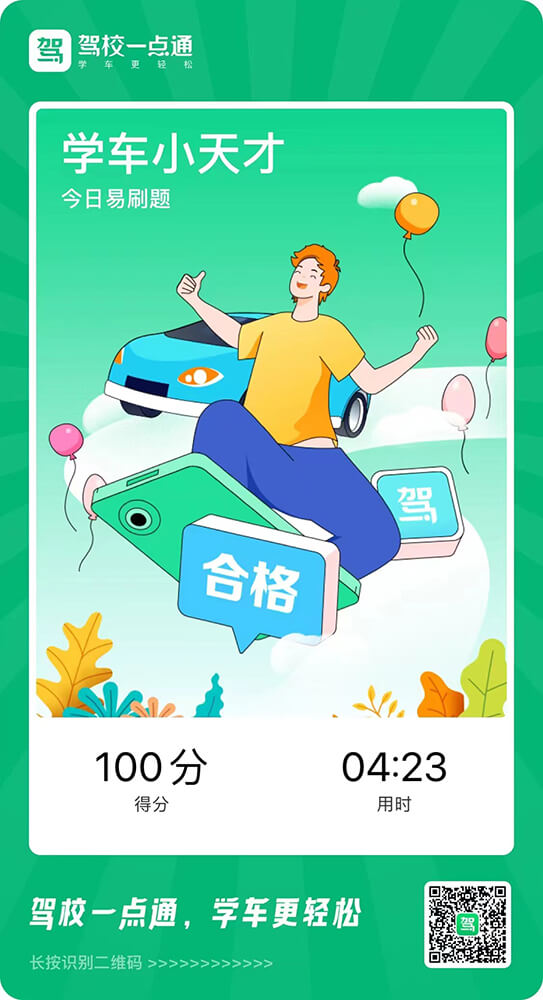 驾 驾校一点通
学车更轻松
学车小天才
今日易刷题
驾
合格
100分
04:23
得分
用时
驾校一点通，学车更轻松
驾
长按识别二维码 >>>>>>>>>>>>